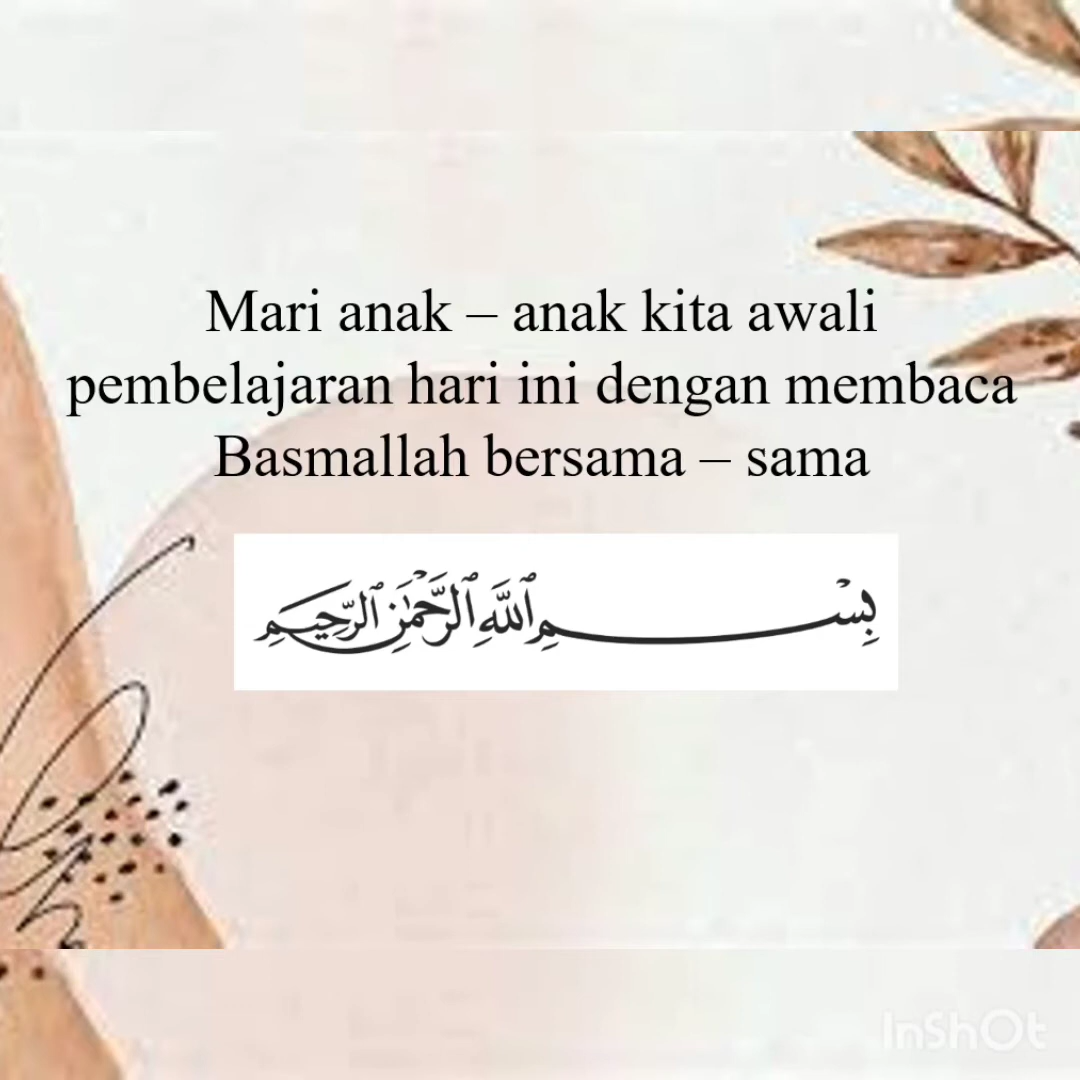 Mari anak – anak kita awali
pembelajaran hari ini dengan membaca
Basmallah bersama – sama
بِسْمِ ٱللَّهِ ٱلرَّحْمَٰنِ ٱلرَّحِيمِ
InShOt